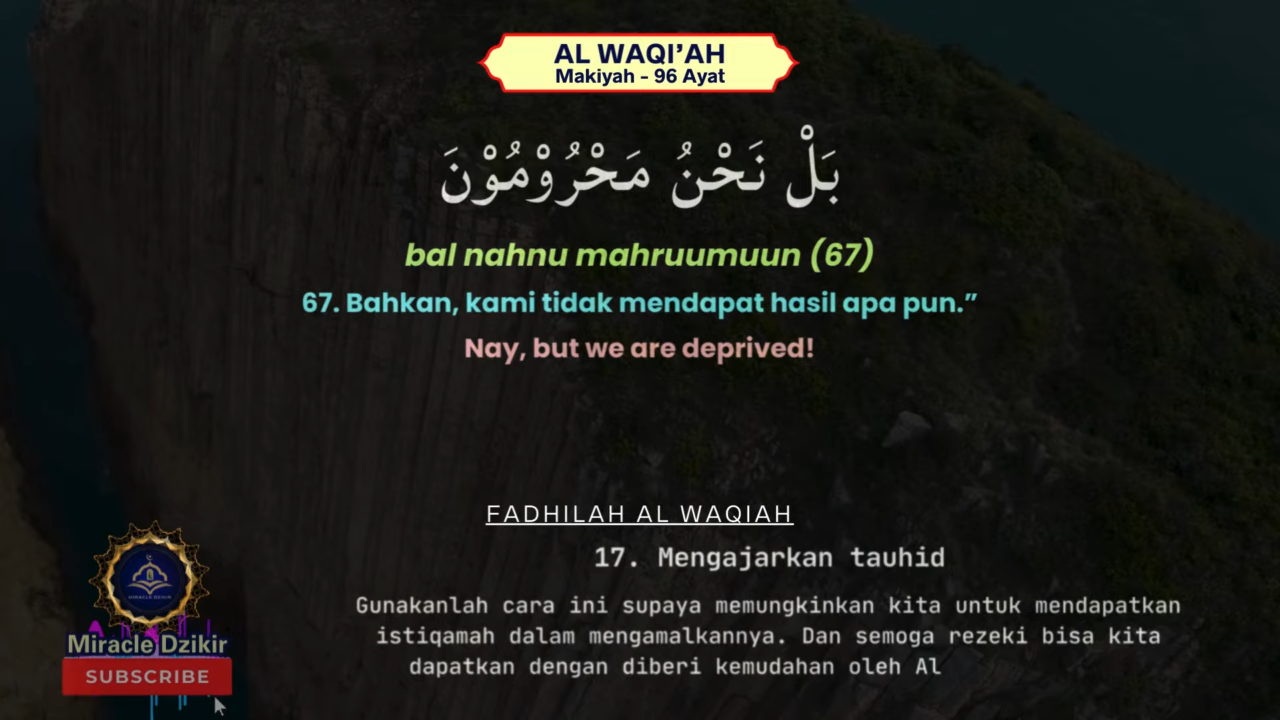 AL WAQI’AH
Makiyah - 96 Ayat
بَلْ نَحْنُ مَحْرُوْمُوْنَ
bal nahnu mahruumuun (67)
67. Bahkan, kami tidak mendapat hasil apa pun.”
Nay, but we are deprived!
FADHILAH AL WAQIAH
17. Mengajarkan tauhid
Gunakanlah cara ini supaya memungkinkan kita untuk mendapatkan
istiqamah dalam mengamalkannya. Dan semoga rezeki bisa kita
dapatkan dengan diberi kemudahan oleh Al
MIRACLE DZIKIR
Miracle Dzikir
SUBSCRIBE